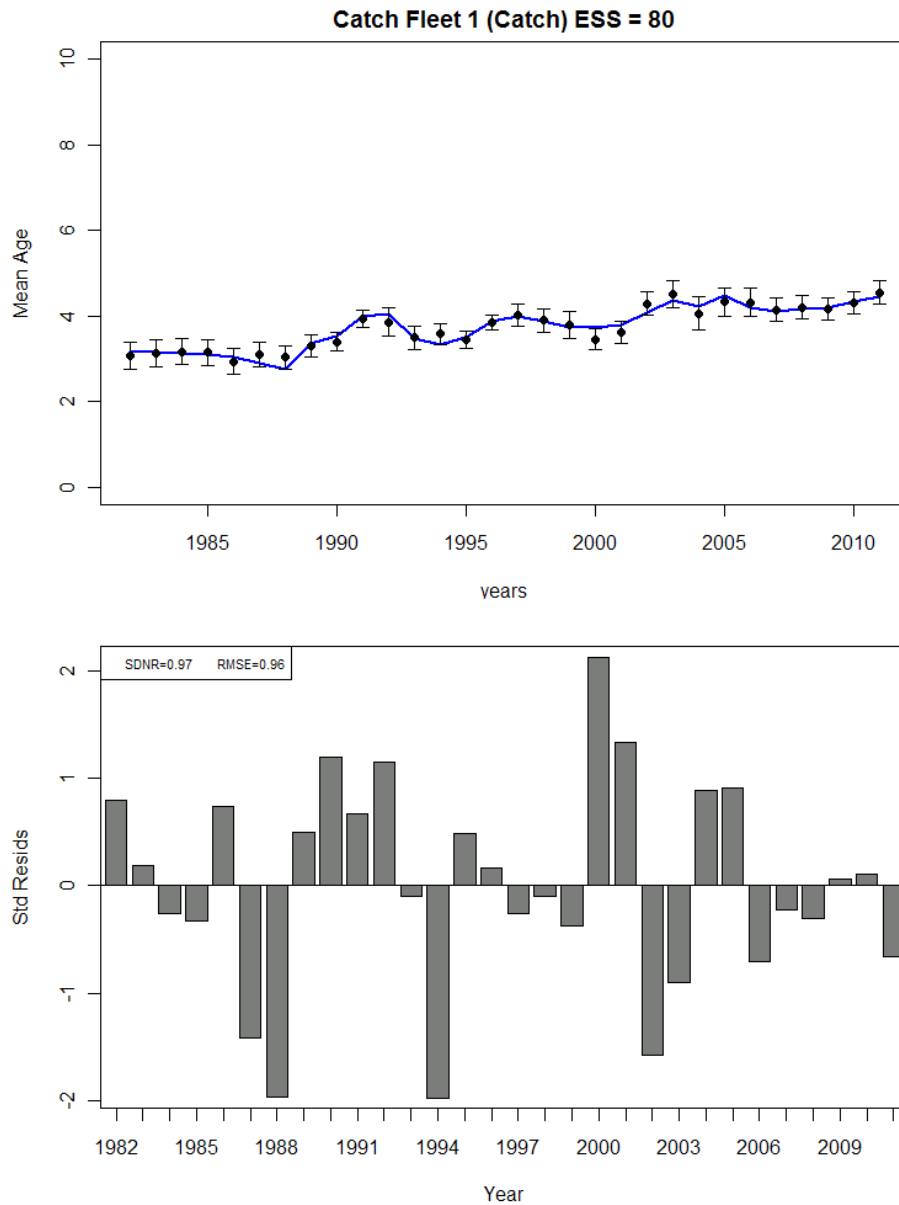 Catch Fleet 1 (Catch) ESS = 80
10
8
6
4
2
0
Mean Age
1985 1990 1995 2000 2005 2010
years
SDNR=0.97 RMSE=0.96
2
1
0
-1
-2
Std Resids
1982 1985 1988 1991 1994 1997 2000 2003 2006 2009
Year